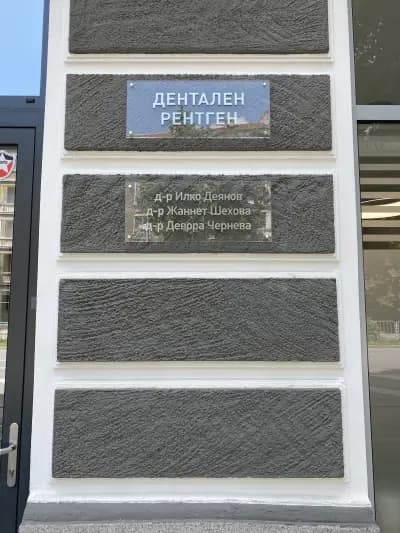 ДЕНТАЛЕН
РЕНТГЕН
д-р Илко Деянов
д-р Жаннет Шехова
д-р Деврра Чернева